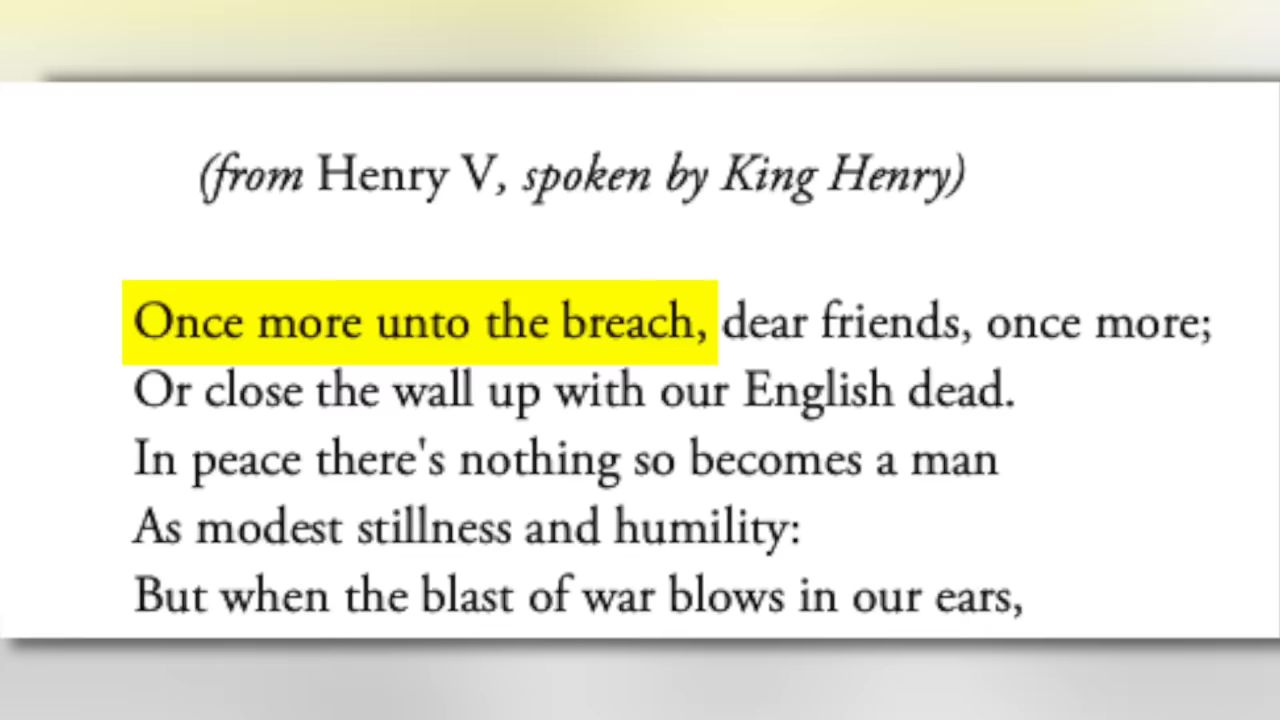 (from Henry V, spoken by King Henry)
Once more unto the breach, dear friends, once more;
Or close the wall up with our English dead.
In peace there's nothing so becomes a man
As modest stillness and humility:
But when the blast of war blows in our ears,